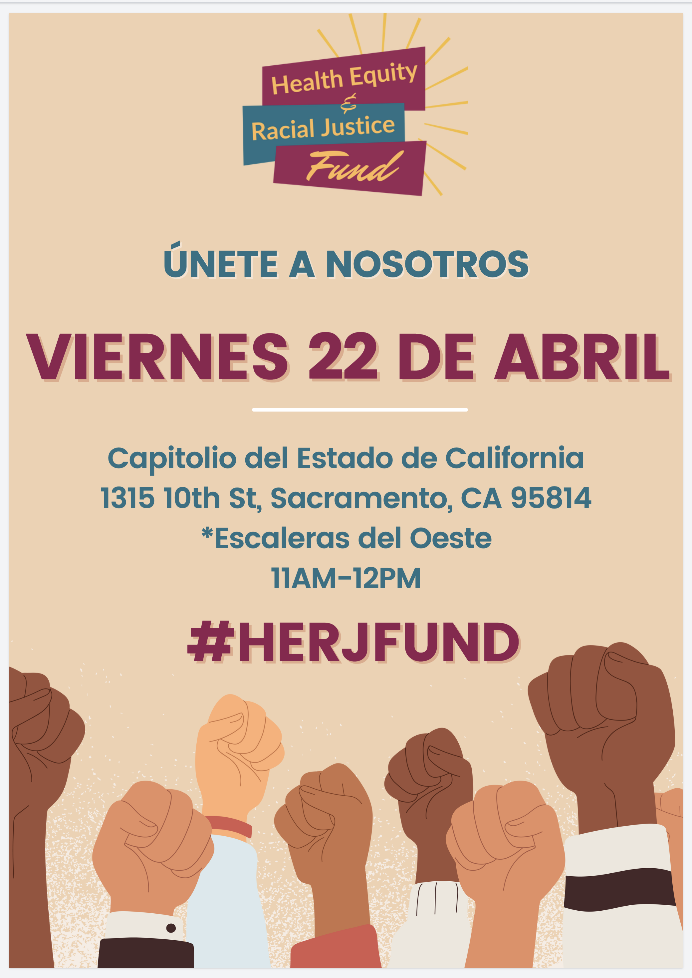 Health Equity
&
Racial Justice
Fund
ÚNETE A NOSOTROS
VIERNES 22 DE ABRIL
Capitolio del Estado de California
1315 10th St, Sacramento, CA 95814
*Escaleras del Oeste
11AM-12PM
#HERJFUND